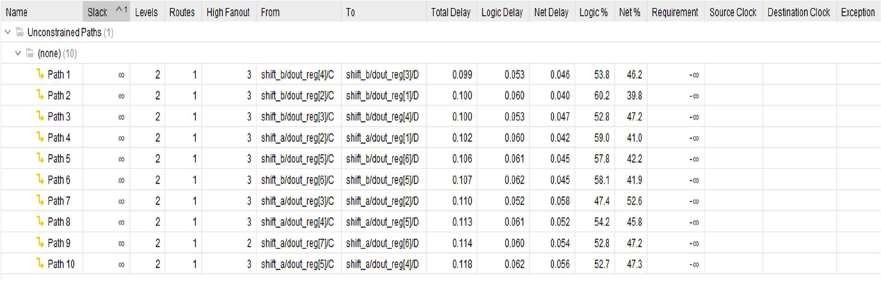 Name Slack ^1 Levels Routes High Fanout From To Total Delay Logic Delay Net Delay Logic % Net % Requirement Source Clock Destination Clock Exception
Unconstrained Paths (1)
(none) (10)
Path 1 ∞ 2 1 3 shift_b/dout_reg[4]/C shift_b/dout_reg[3]/D 0.099 0.053 0.046 53.8 46.2 -∞
Path 2 ∞ 2 1 3 shift_b/dout_reg[2]/C shift_b/dout_reg[1]/D 0.100 0.060 0.040 60.2 39.8 -∞
Path 3 ∞ 2 1 3 shift_b/dout_reg[3]/C shift_b/dout_reg[4]/D 0.100 0.053 0.047 52.8 47.2 -∞
Path 4 ∞ 2 1 3 shift_a/dout_reg[2]/C shift_a/dout_reg[1]/D 0.102 0.060 0.042 59.0 41.0 -∞
Path 5 ∞ 2 1 3 shift_b/dout_reg[5]/C shift_b/dout_reg[6]/D 0.106 0.061 0.045 57.8 42.2 -∞
Path 6 ∞ 2 1 3 shift_b/dout_reg[6]/C shift_b/dout_reg[5]/D 0.107 0.062 0.045 58.1 41.9 -∞
Path 7 ∞ 2 1 3 shift_a/dout_reg[3]/C shift_a/dout_reg[2]/D 0.110 0.052 0.058 47.4 52.6 -∞
Path 8 ∞ 2 1 3 shift_a/dout_reg[4]/C shift_a/dout_reg[5]/D 0.113 0.061 0.052 54.2 45.8 -∞
Path 9 ∞ 2 1 2 shift_a/dout_reg[7]/C shift_a/dout_reg[6]/D 0.114 0.060 0.054 52.8 47.2 -∞
Path 10 ∞ 2 1 3 shift_a/dout_reg[5]/C shift_a/dout_reg[4]/D 0.118 0.062 0.056 52.7 47.3 -∞